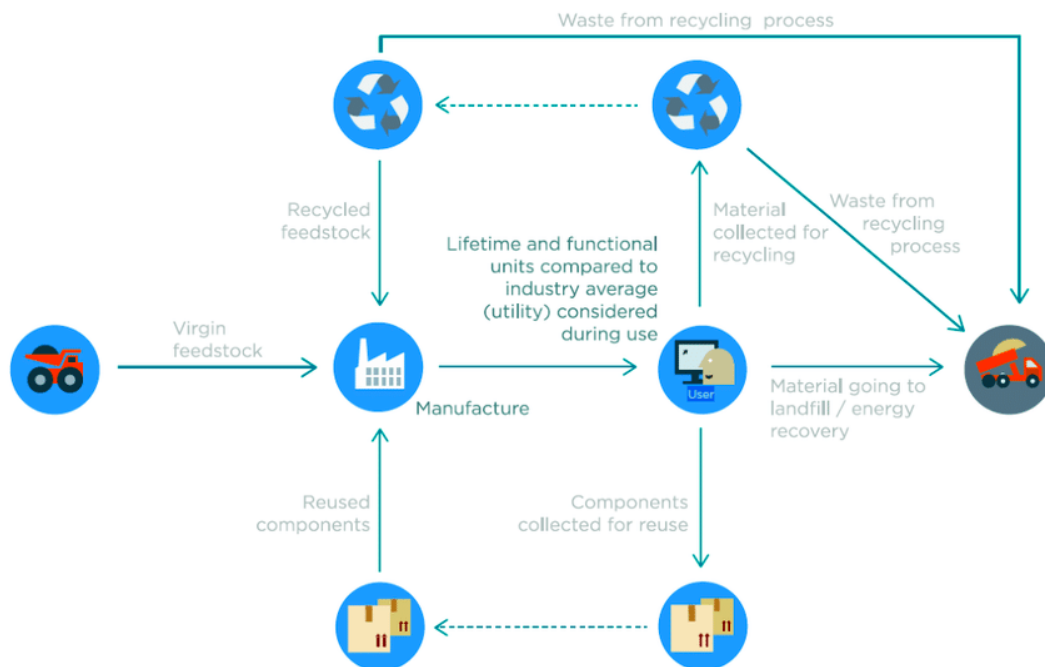 Waste from recycling process
Recycled
feedstock
Lifetime and functional
units compared to
industry average
(utility) considered
during use
Material
collected for
recycling
Waste from
recycling
process
Virgin
feedstock
Manufacture
User
Material going to
landfill / energy
recovery
Reused
components
Components
collected for reuse